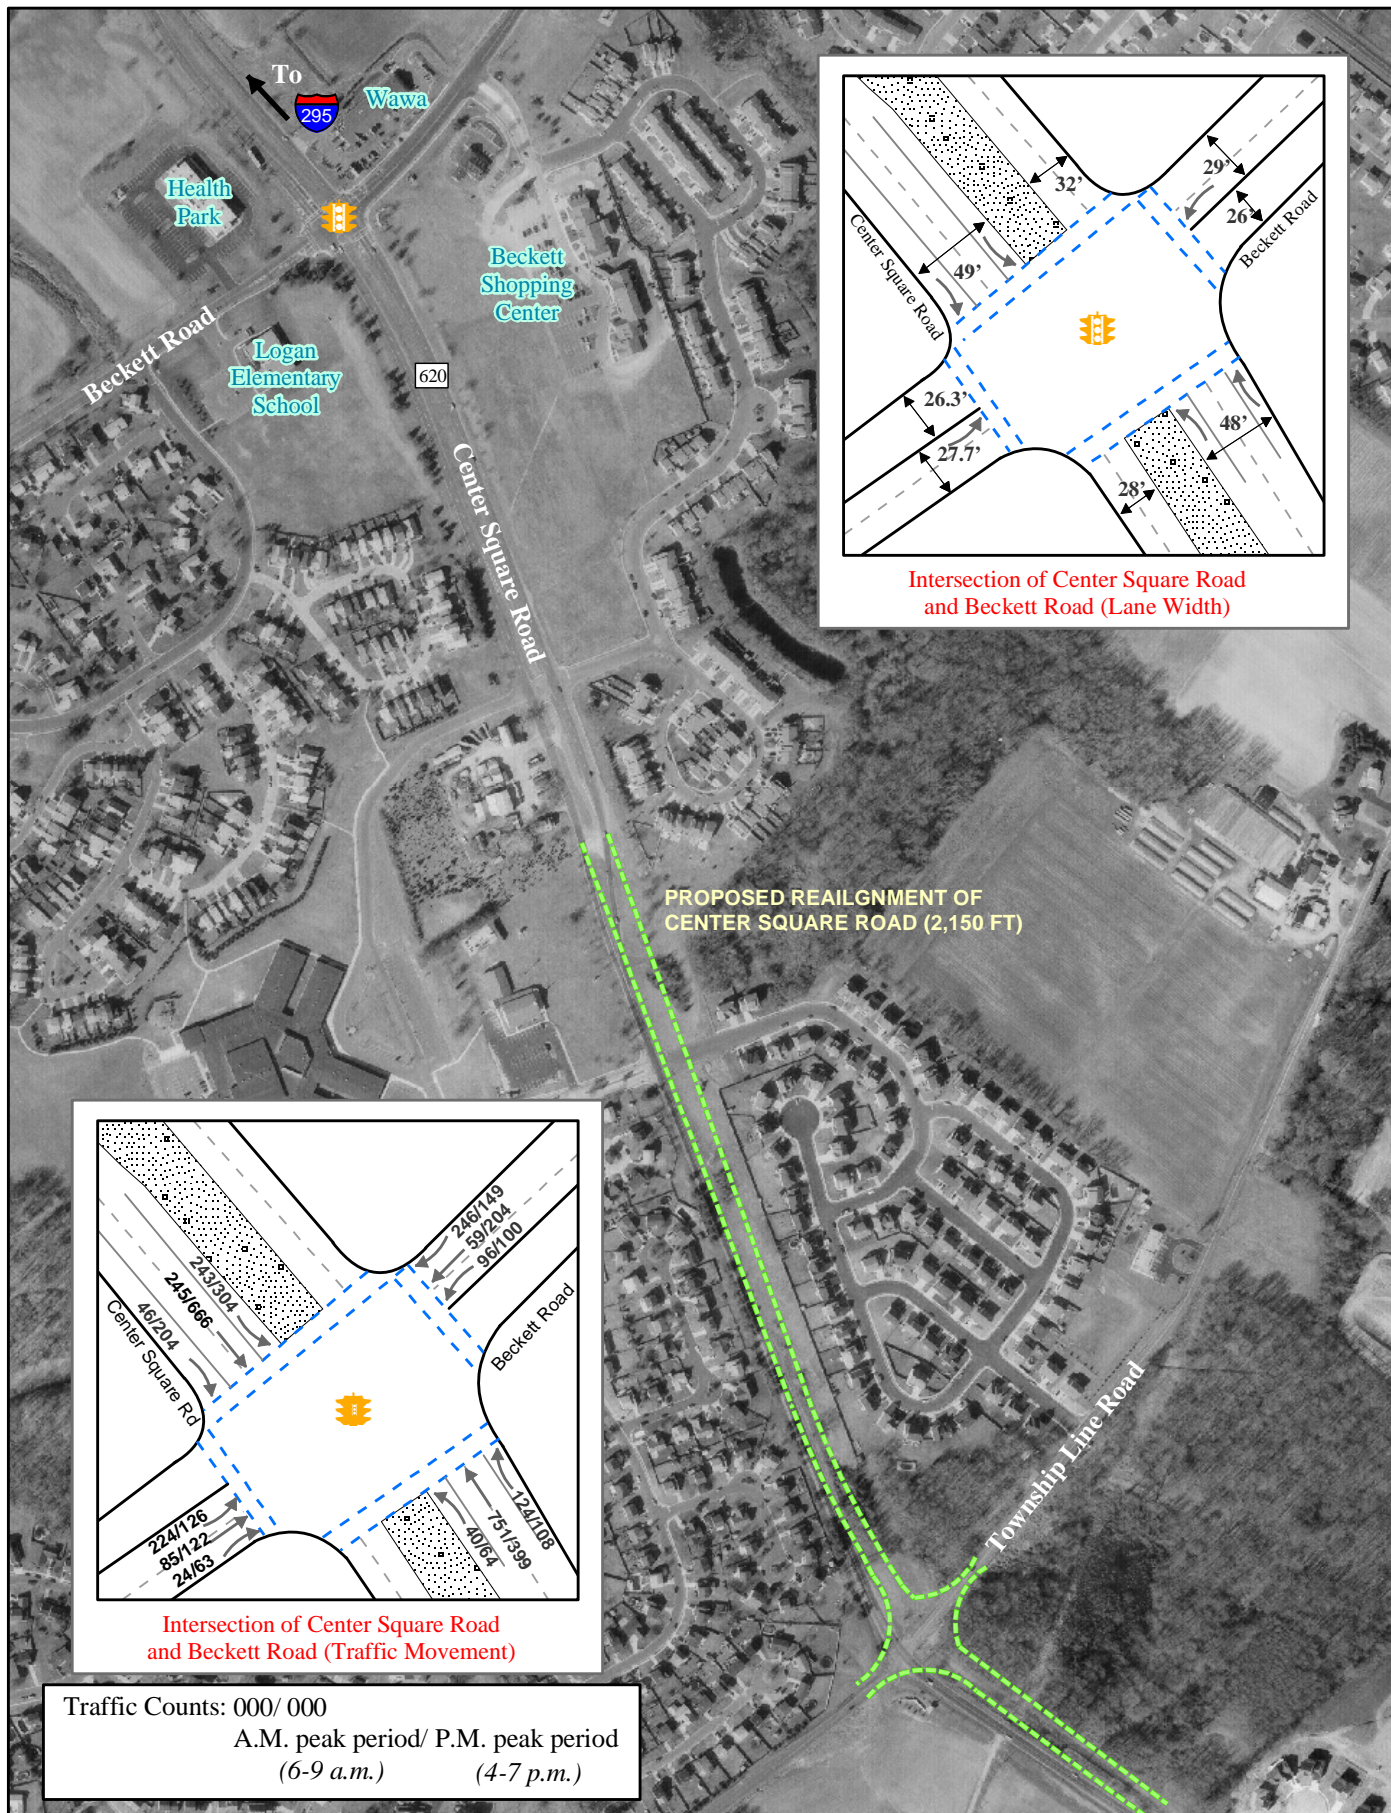 To
295
Wawa
Health
Park
Beckett
Shopping
Center
Beckett Road
Logan
Elementary
School
620
Center Square Road
32’
29’
26’
Beckett Road
Center Square Road
49’
26.3’
27.7’
48’
28’
Intersection of Center Square Road
and Beckett Road (Lane Width)
PROPOSED REAILGNMENT OF
CENTER SQUARE ROAD (2,150 FT)
Township Line Road
246/149
59/204
96/100
243/304
245/666
46/204
Center Square Rd
Beckett Road
224/126
85/122
24/63
40/64
751/399
124/108
Intersection of Center Square Road
and Beckett Road (Traffic Movement)
Traffic Counts: 000/ 000
A.M. peak period/ P.M. peak period
(6-9 a.m.) (4-7 p.m.)